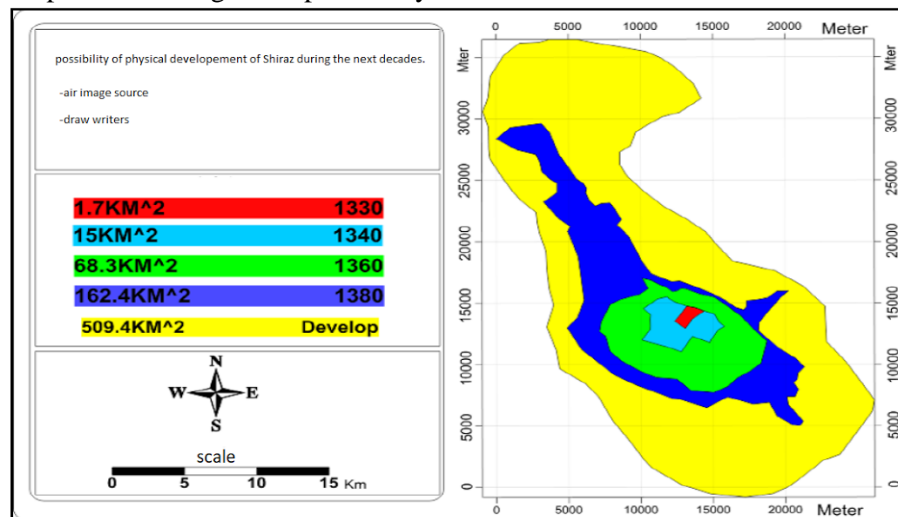 possibility of physical developement of Shiraz during the next decades.
-air image source
-draw writers
1.7KM^2 1330
15KM^2 1340
68.3KM^2 1360
162.4KM^2 1380
509.4KM^2 Develop
N
W E
S
scale
0 5 10 15 Km
0 5000 10000 15000 20000 Meter
Mter
30000
25000
20000
15000
10000
5000
0
Mter
30000
25000
20000
15000
10000
5000
0
0 5000 10000 15000 20000 Meter